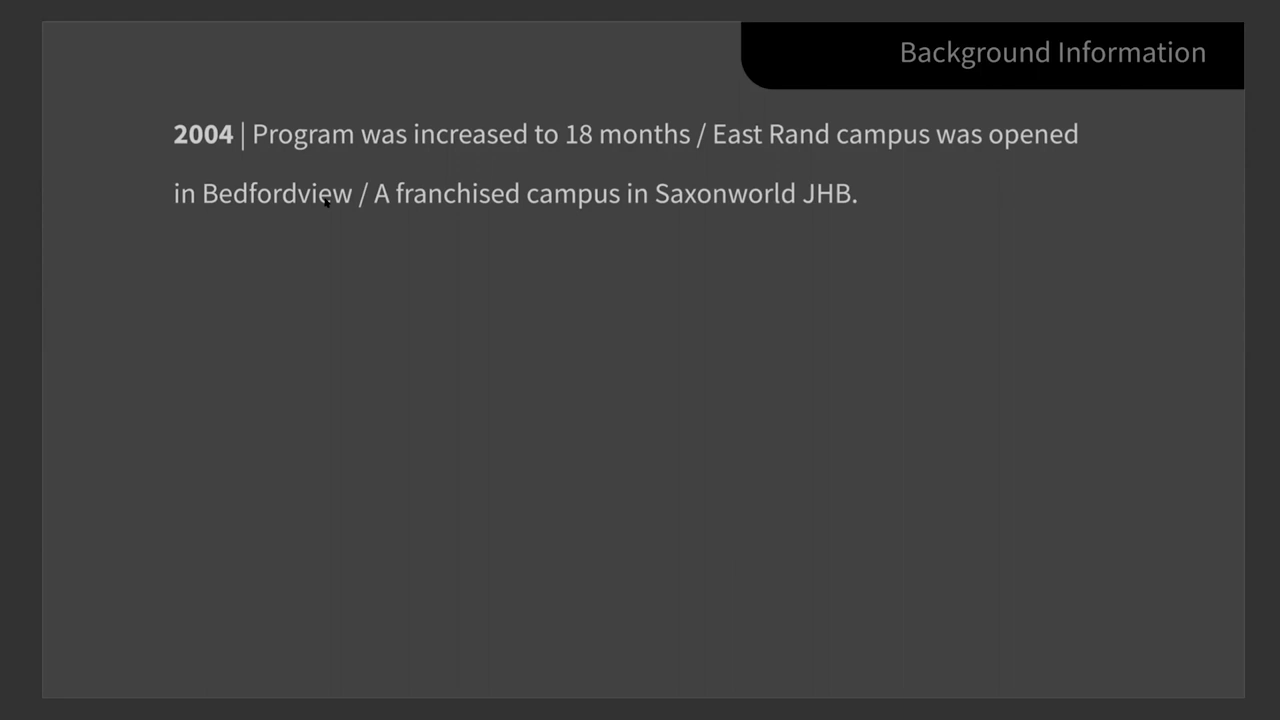 Background Information
2004 | Program was increased to 18 months / East Rand campus was opened
in Bedfordview / A franchised campus in Saxonworld JHB.